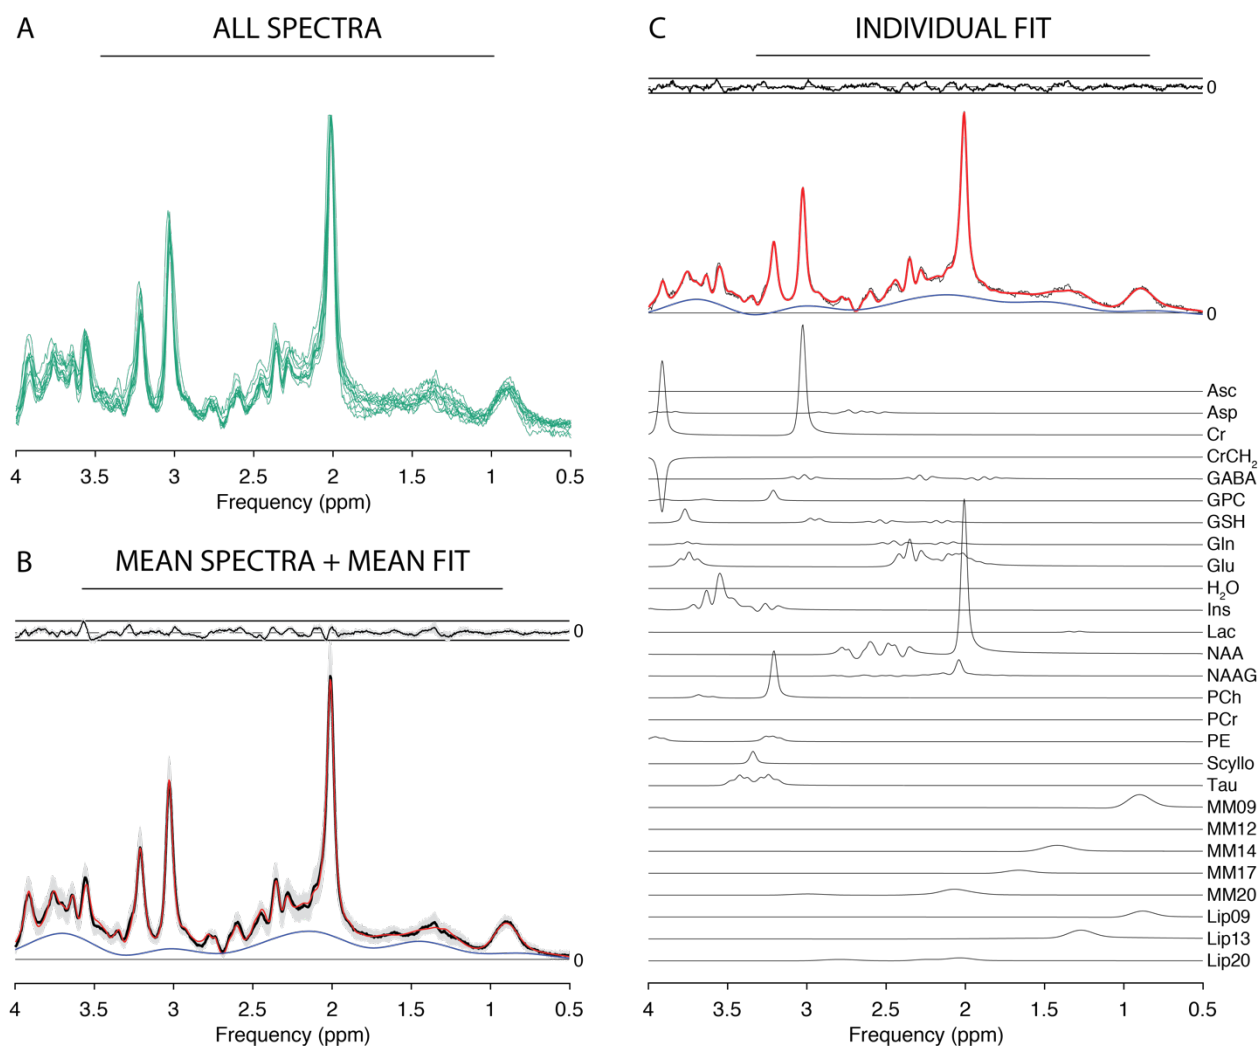 A
ALL SPECTRA
4
3.5
3
2.5
2
1.5
1
0.5
Frequency (ppm)
B
MEAN SPECTRA + MEAN FIT
0
0
4
3.5
3
2.5
2
1.5
1
0.5
Frequency (ppm)
C
INDIVIDUAL FIT
0
0
Asc
Asp
Cr
CrCH₂
GABA
GPC
GSH
Gln
Glu
H₂O
Ins
Lac
NAA
NAAG
PCh
PCr
PE
Scyllo
Tau
MM09
MM12
MM14
MM17
MM20
Lip09
Lip13
Lip20
4
3.5
3
2.5
2
1.5
1
0.5
Frequency (ppm)